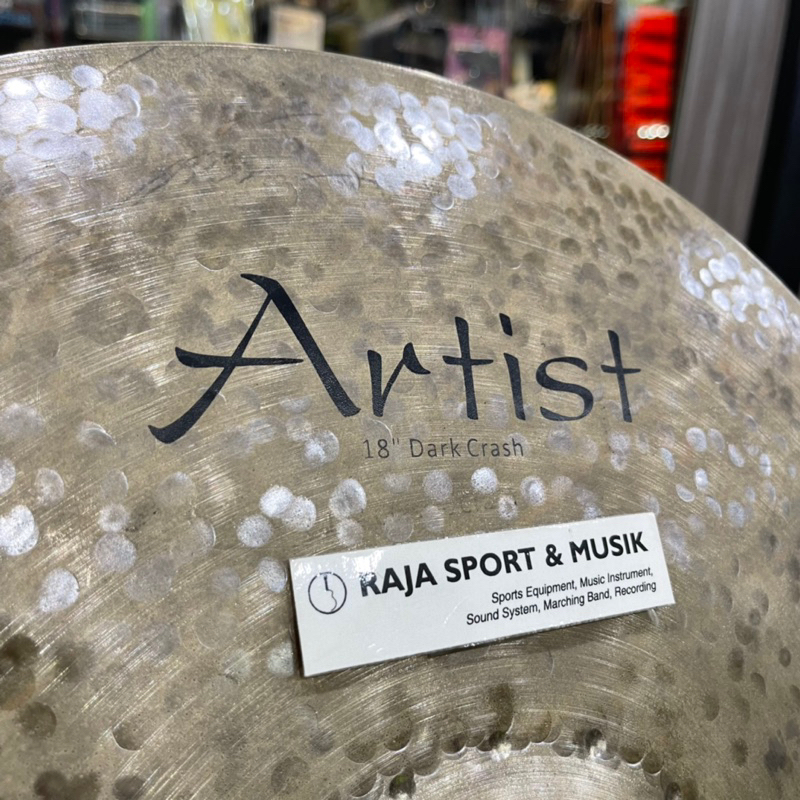 Artist
18" Dark Crash
RAJA SPORT & MUSIK
Sports Equipment, Music Instrument,
Sound System, Marching Band, Recording